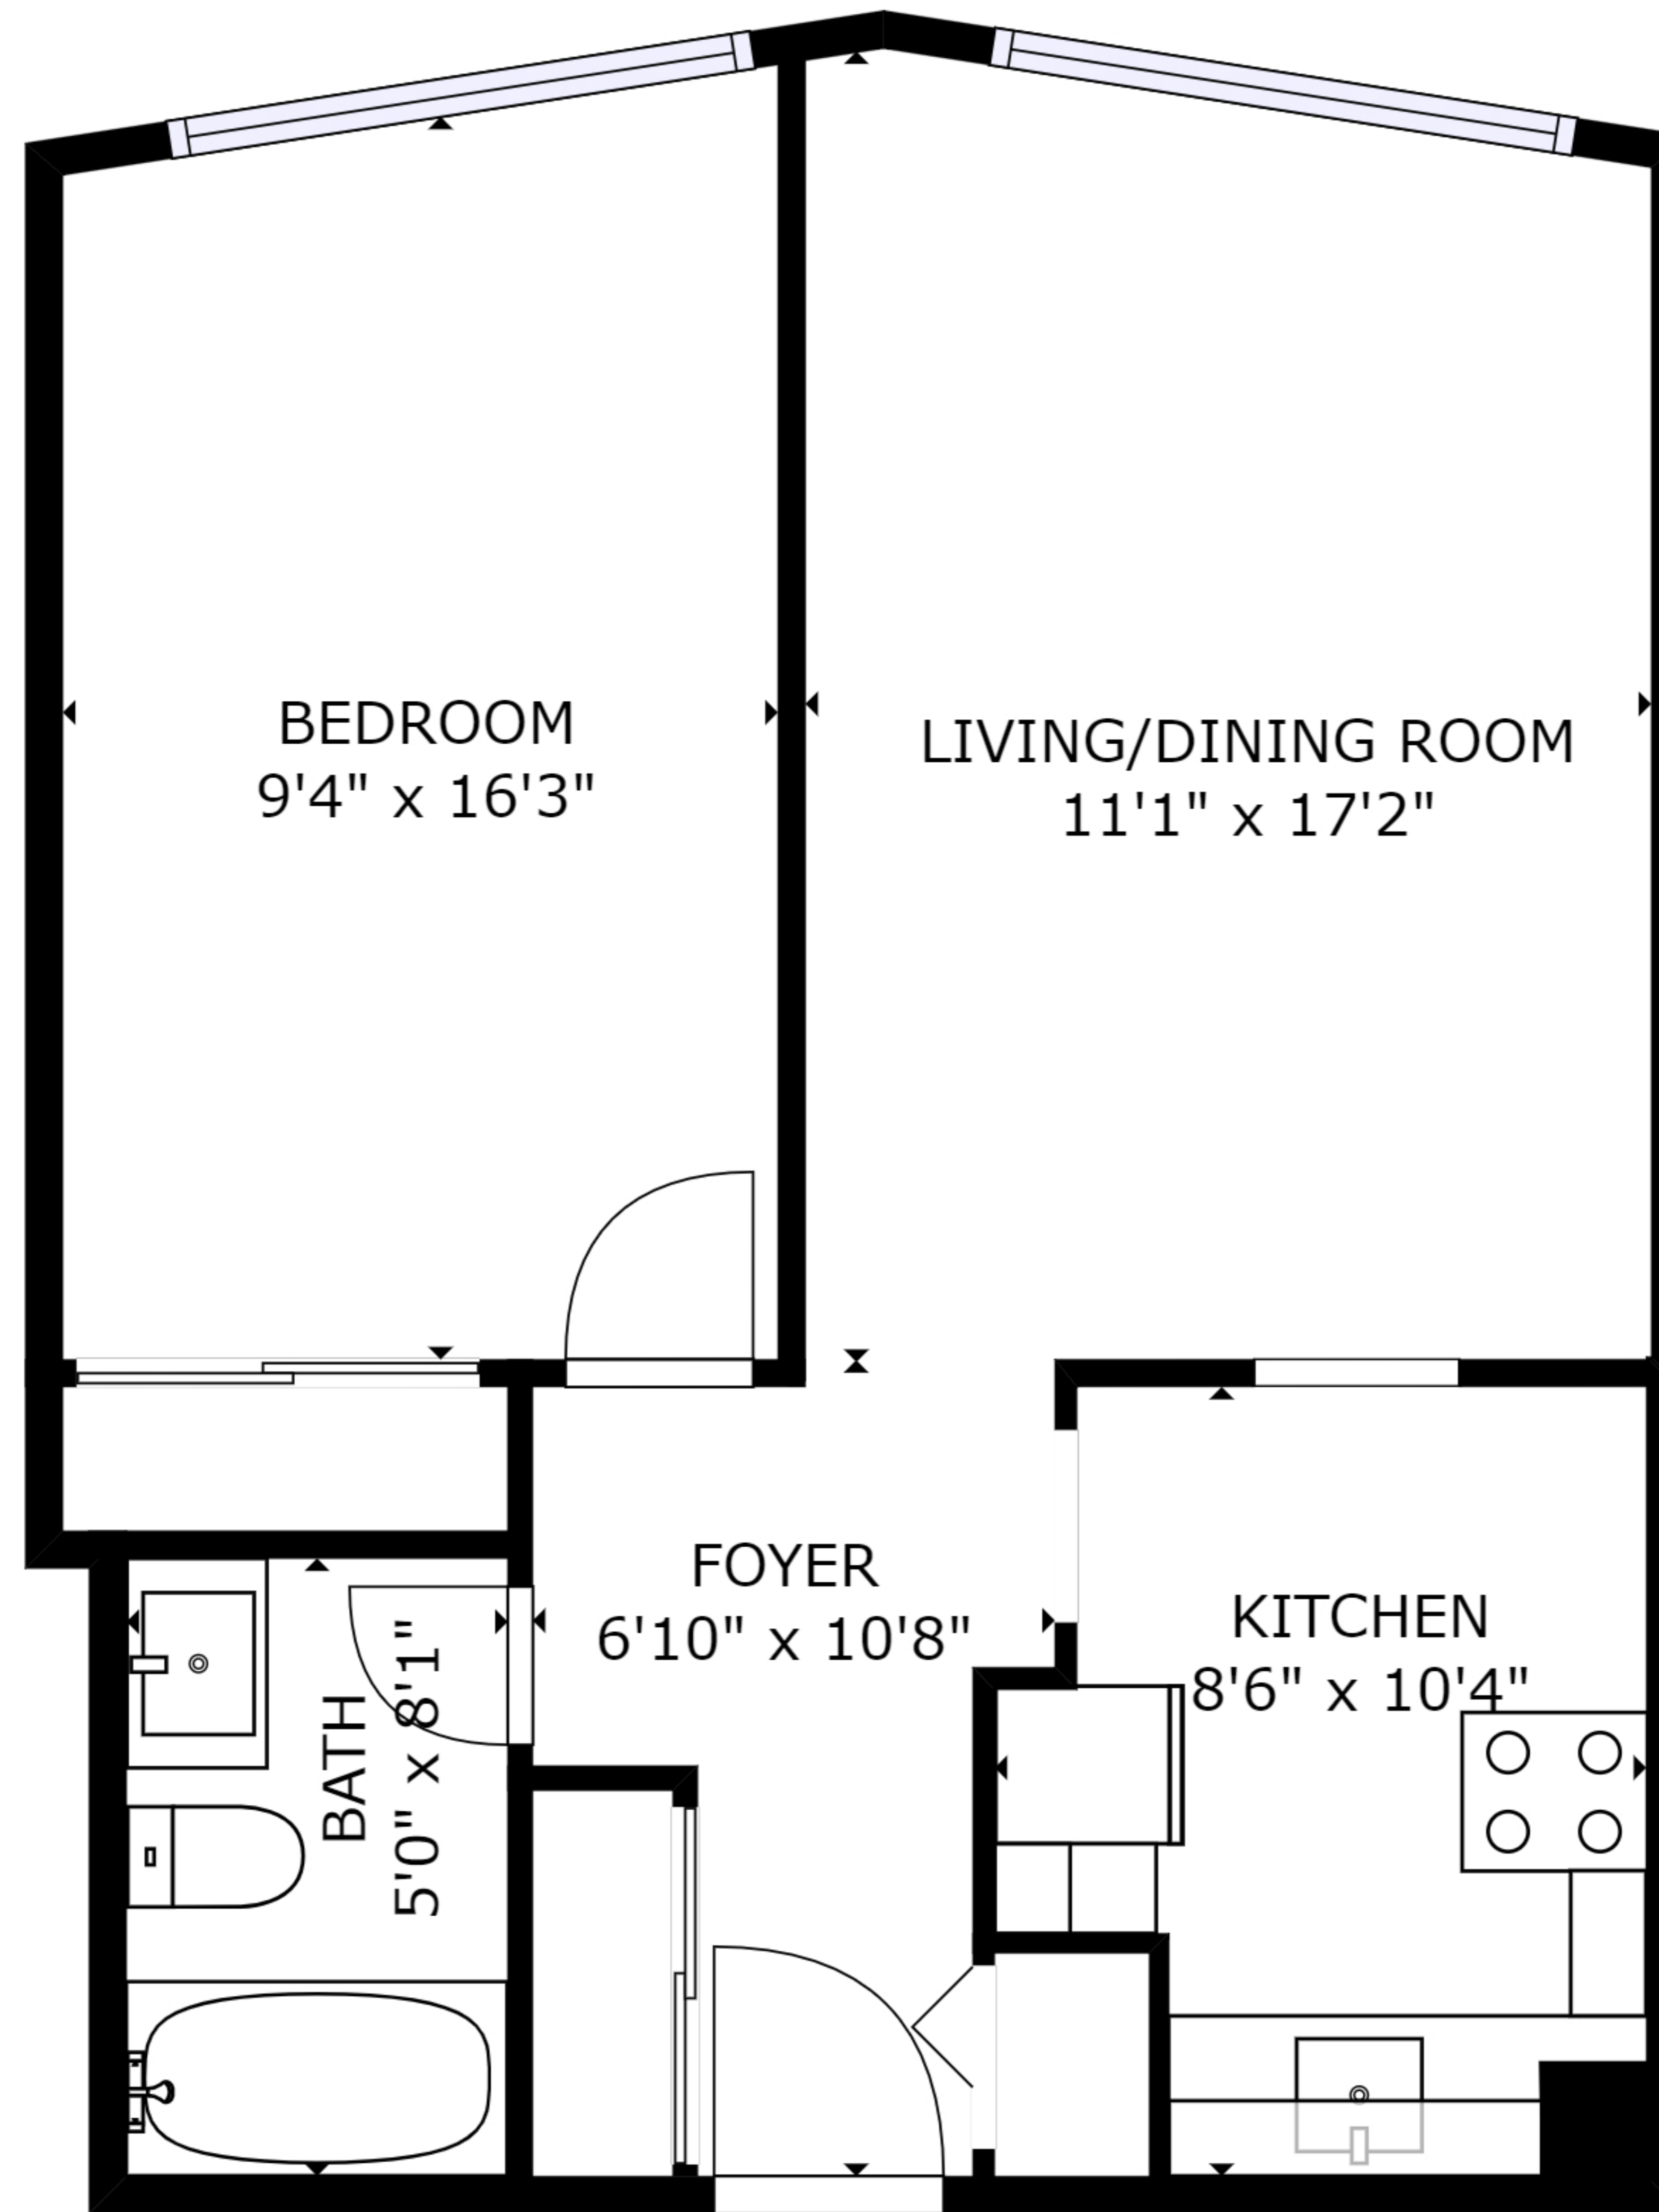 BEDROOM
9'4" x 16'3"
LIVING/DINING ROOM
11'1" x 17'2"
FOYER
6'10" x 10'8"
KITCHEN
8'6" x 10'4"
BATH
5'0" x 8'1"